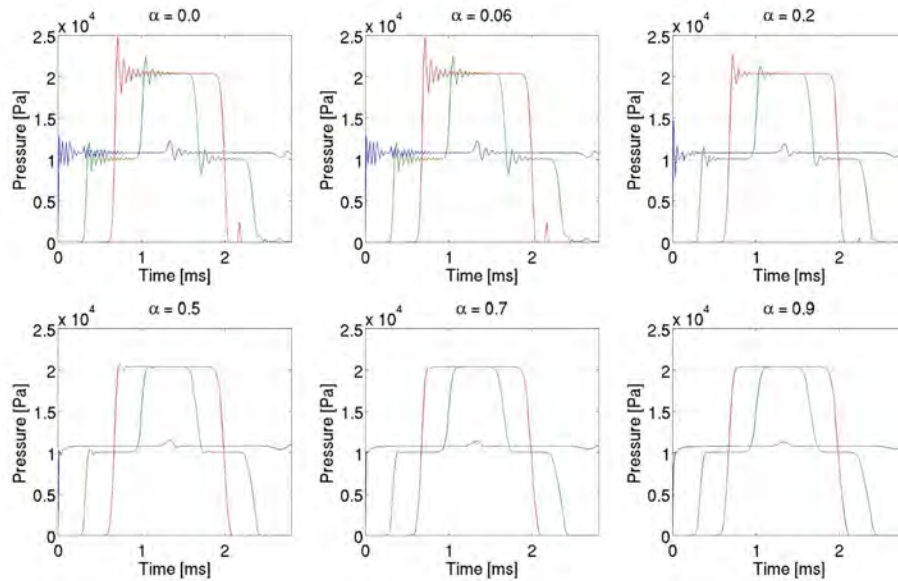 α = 0.0
x 10⁴
2.5
2
1.5
1
0.5
0
Pressure [Pa]
0 1 2
Time [ms]
α = 0.06
x 10⁴
2.5
2
1.5
1
0.5
0
Pressure [Pa]
0 1 2
Time [ms]
α = 0.2
x 10⁴
2.5
2
1.5
1
0.5
0
Pressure [Pa]
0 1 2
Time [ms]
α = 0.5
x 10⁴
2.5
2
1.5
1
0.5
0
Pressure [Pa]
0 1 2
Time [ms]
α = 0.7
x 10⁴
2.5
2
1.5
1
0.5
0
Pressure [Pa]
0 1 2
Time [ms]
α = 0.9
x 10⁴
2.5
2
1.5
1
0.5
0
Pressure [Pa]
0 1 2
Time [ms]